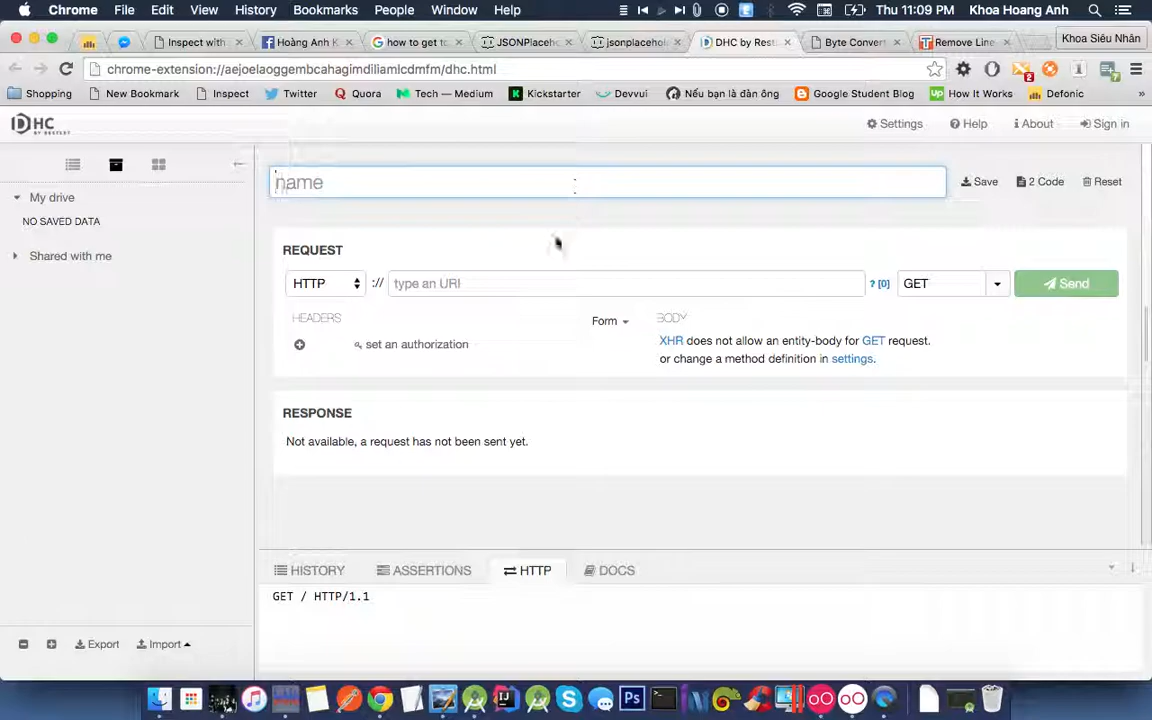 Chrome File Edit View History Bookmarks People Window Help Thu 11:09 PM Khoa Hoang Anh
Inspect with Hoàng Anh K how to get to JSONPlaceh jsonplacehol DHC by Rest Byte Convert Remove Line Khoa Siêu Nhân
chrome-extension://aejoelaoggembcahagimdiliamlcdmfm/dhc.html 2
Shopping New Bookmark Inspect Twitter Quora Tech — Medium Kickstarter Devvui Nếu bạn là đàn ông Google Student Blog How It Works Defonic »
DHC Settings Help About Sign in
BY RESTLET
name Save 2 Code Reset
My drive
NO SAVED DATA
Shared with me
REQUEST
HTTP :// type an URI ? [0] GET Send
HEADERS Form BODY
set an authorization XHR does not allow an entity-body for GET request.
or change a method definition in settings.
RESPONSE
Not available, a request has not been sent yet.
HISTORY ASSERTIONS HTTP DOCS
GET / HTTP/1.1
Export Import